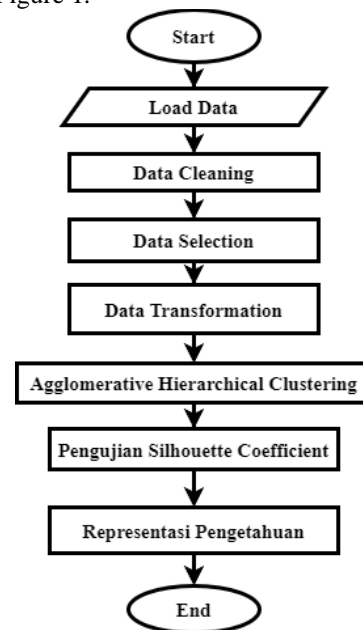 Figure 1.
Start
Load Data
Data Cleaning
Data Selection
Data Transformation
Agglomerative Hierarchical Clustering
Pengujian Silhouette Coefficient
Representasi Pengetahuan
End